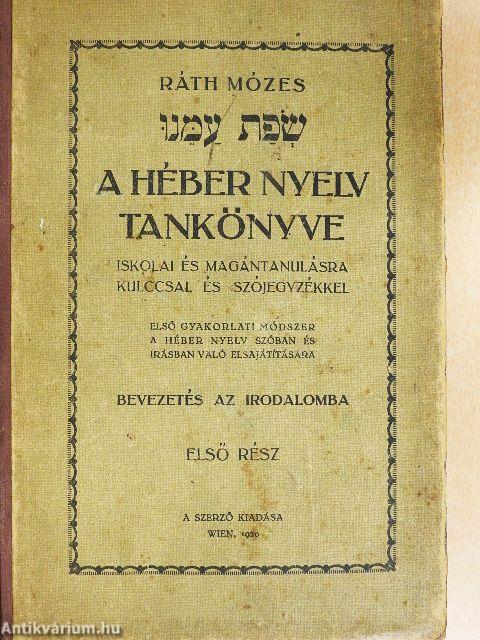 RÁTH MÓZES
שְׂפַת עַמֵּנוּ
A HÉBER NYELV
TANKÖNYVE
ISKOLAI ÉS MAGÁNTANULÁSRA
KULCCSAL ÉS SZÓJEGYZÉKKEL
ELSŐ GYAKORLATI MÓDSZER
A HÉBER NYELV SZÓBAN ÉS
IRÁSBAN VALÓ ELSAJÁTÍTÁSÁRA
BEVEZETÉS AZ IRODALOMBA
ELSŐ RÉSZ
A SZERZŐ KIADÁSA
WIEN, 1920
Antikvárium.hu